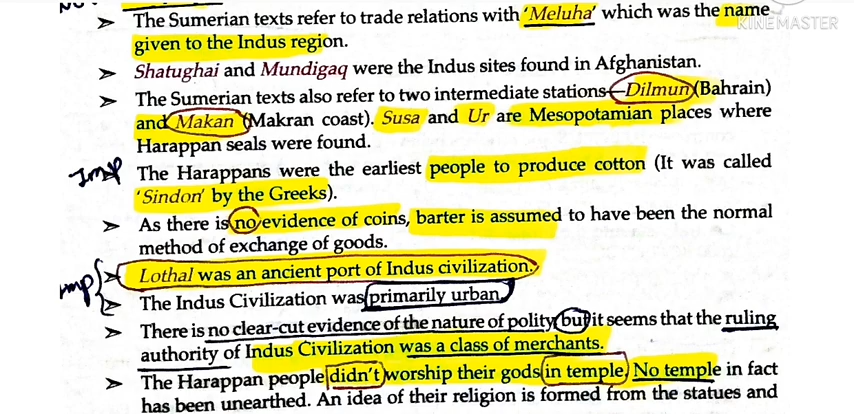 ➤ The Sumerian texts refer to trade relations with 'Meluha' which was the name
given to the Indus region.
➤ Shatughai and Mundigaq were the Indus sites found in Afghanistan.
➤ The Sumerian texts also refer to two intermediate stations—Dilmun (Bahrain)
and Makan (Makran coast). Susa and Ur are Mesopotamian places where
Harappan seals were found.
Imp ➤ The Harappans were the earliest people to produce cotton (It was called
'Sindon' by the Greeks).
➤ As there is no evidence of coins, barter is assumed to have been the normal
method of exchange of goods.
Imp ➤ Lothal was an ancient port of Indus civilization.
➤ The Indus Civilization was primarily urban.
➤ There is no clear-cut evidence of the nature of polity but it seems that the ruling
authority of Indus Civilization was a class of merchants.
➤ The Harappan people didn't worship their gods in temple. No temple in fact
has been unearthed. An idea of their religion is formed from the statues and
KINEMASTER